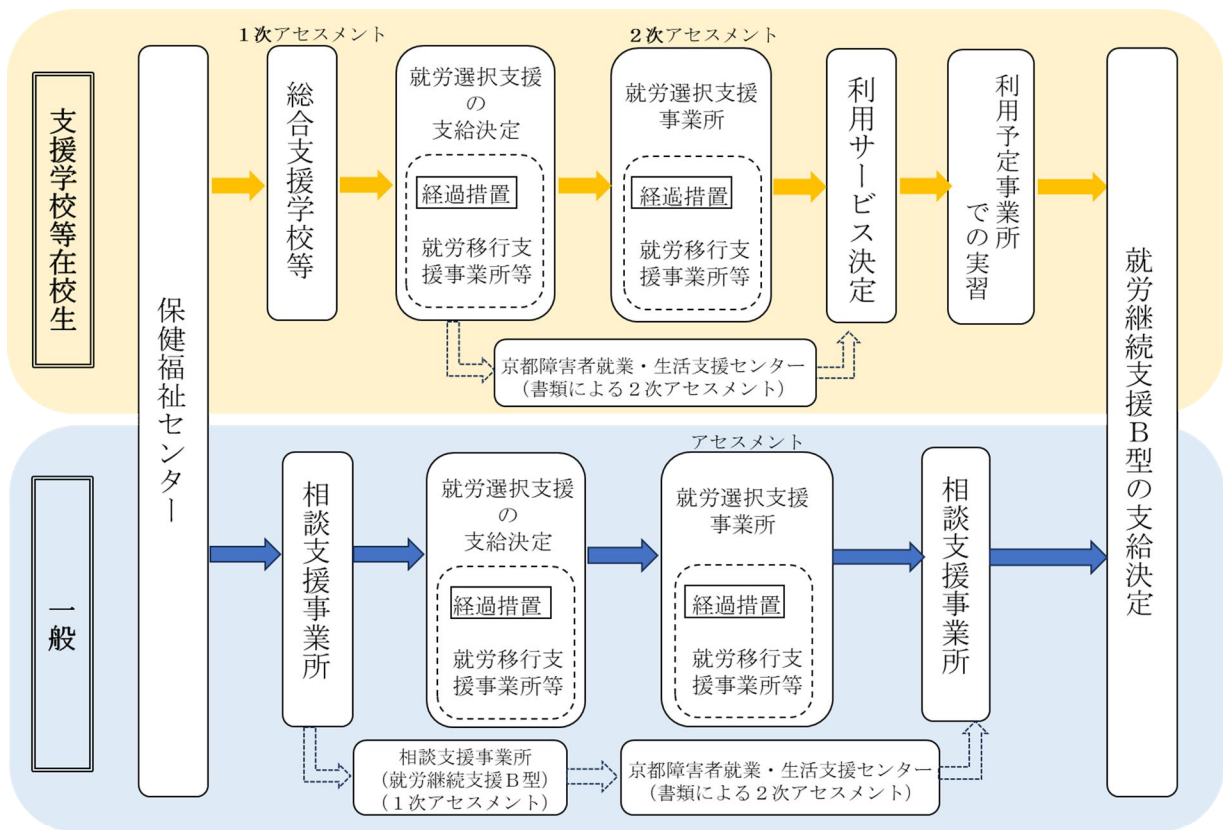 支援学校等在校生
保健福祉センター
1次アセスメント
総合支援学校等
就労選択支援
の
支給決定
経過措置
就労移行支
援事業所等
2次アセスメント
就労選択支援
事業所
経過措置
就労移行支
援事業所等
利用サービス決定
利用予定事業所
での実習
就労継続支援B型の支給決定
京都障害者就業・生活支援センター
(書類による2次アセスメント)
一般
相談支援事業所
就労選択支援
の
支給決定
経過措置
就労移行支
援事業所等
アセスメント
就労選択支援
事業所
経過措置
就労移行支
援事業所等
相談支援事業所
相談支援事業所
(就労継続支援B型)
(1次アセスメント)
京都障害者就業・生活支援センター
(書類による2次アセスメント)